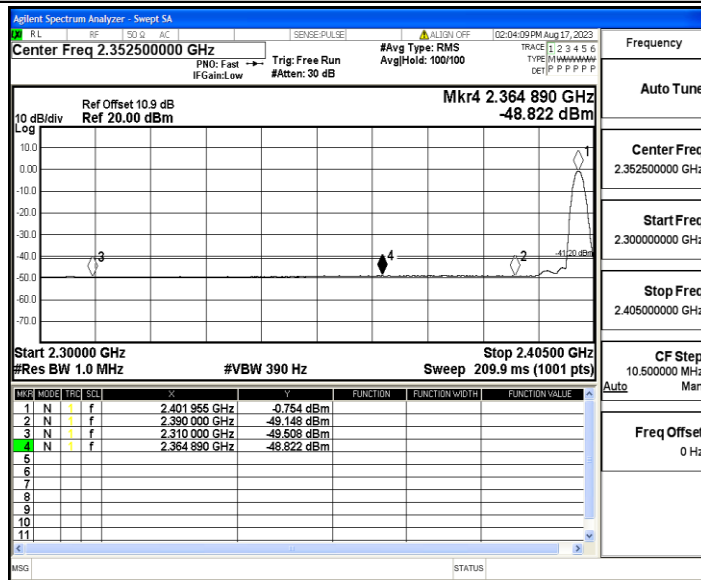 Agilent Spectrum Analyzer - Swept SA
RL RF 50 Ω AC SENSE:PULSE ALIGN OFF 02:04:09 PM Aug 17, 2023
Center Freq 2.352500000 GHz #Avg Type: RMS TRACE 1 2 3 4 5 6
PNO: Fast Trig: Free Run Avg|Hold: 100/100 TYPE M WWWWW
IFGain:Low #Atten: 30 dB DET P P P P P P
Mkr4 2.364 890 GHz
-48.822 dBm
Ref Offset 10.9 dB
10 dB/div Ref 20.00 dBm
Log
10.0
0.00
-10.0
-20.0
-30.0
-40.0
-50.0
-60.0
-70.0
1
2
3
4
-41.20 dBm
Start 2.30000 GHz Stop 2.40500 GHz
#Res BW 1.0 MHz #VBW 390 Hz Sweep 209.9 ms (1001 pts)
MKR MODE TRC SCL X Y FUNCTION FUNCTION WIDTH FUNCTION VALUE
1 N 1 f 2.401 955 GHz -0.754 dBm
2 N 1 f 2.390 000 GHz -49.148 dBm
3 N 1 f 2.310 000 GHz -49.508 dBm
4 N 1 f 2.364 890 GHz -48.822 dBm
5
6
7
8
9
10
11
MSG STATUS
Frequency
Auto Tune
Center Freq
2.352500000 GHz
Start Freq
2.300000000 GHz
Stop Freq
2.405000000 GHz
CF Step
10.500000 MHz
Auto Man
Freq Offset
0 Hz